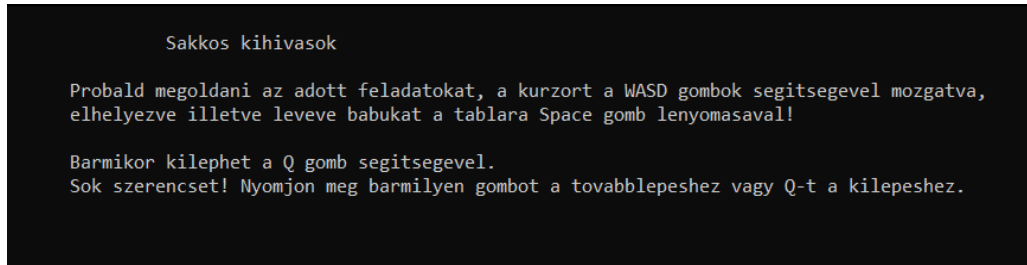 Sakkos kihivasok
Probald megoldani az adott feladatokat, a kurzort a WASD gombok segitsegevel mozgatva,
elhelyezve illetve leveve babukat a tablara Space gomb lenyomasaval!
Barmikor kilephet a Q gomb segitsegevel.
Sok szerencset! Nyomjon meg barmilyen gombot a tovabblepeshez vagy Q-t a kilepeshez.